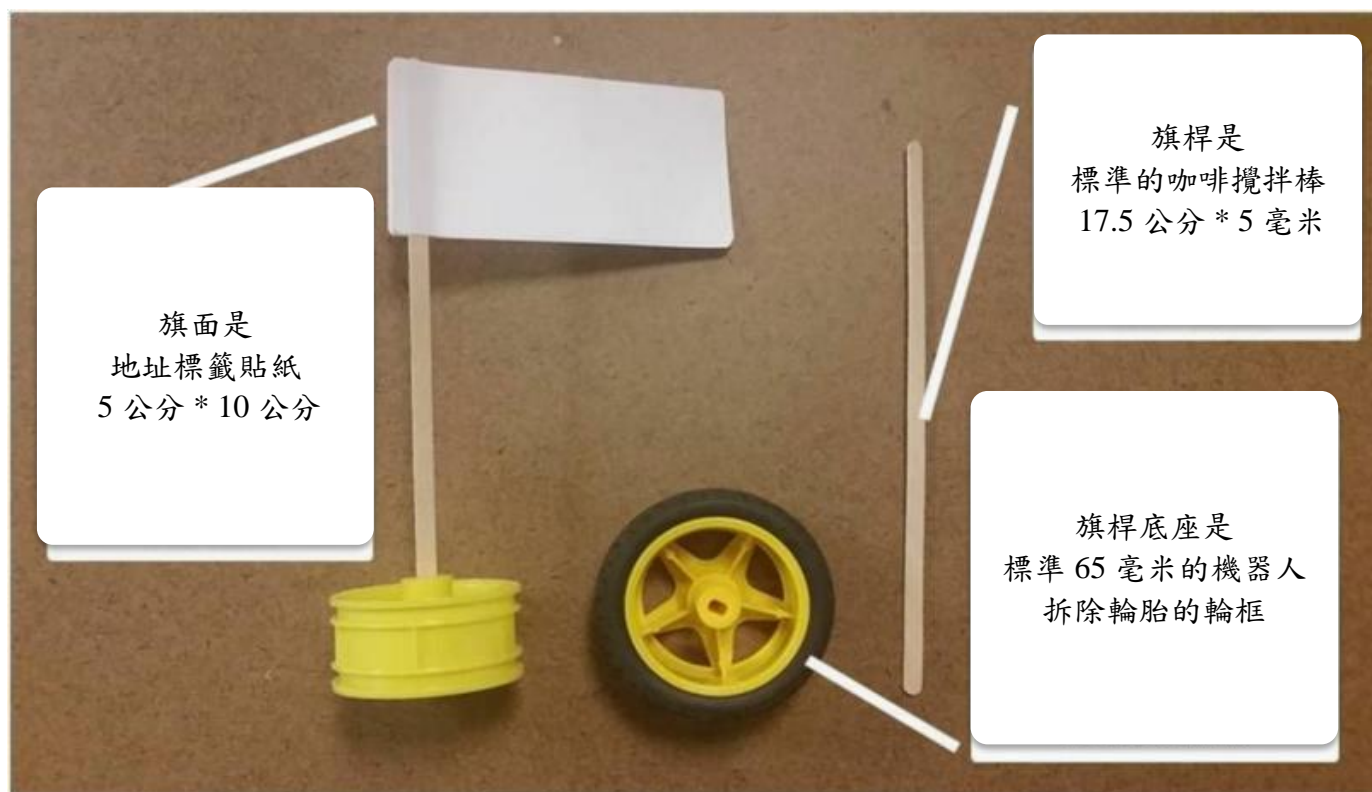 旗面是
地址標籤貼紙
5 公分 * 10 公分
旗桿是
標準的咖啡攪拌棒
17.5 公分 * 5 毫米
旗桿底座是
標準 65 毫米的機器人
拆除輪胎的輪框